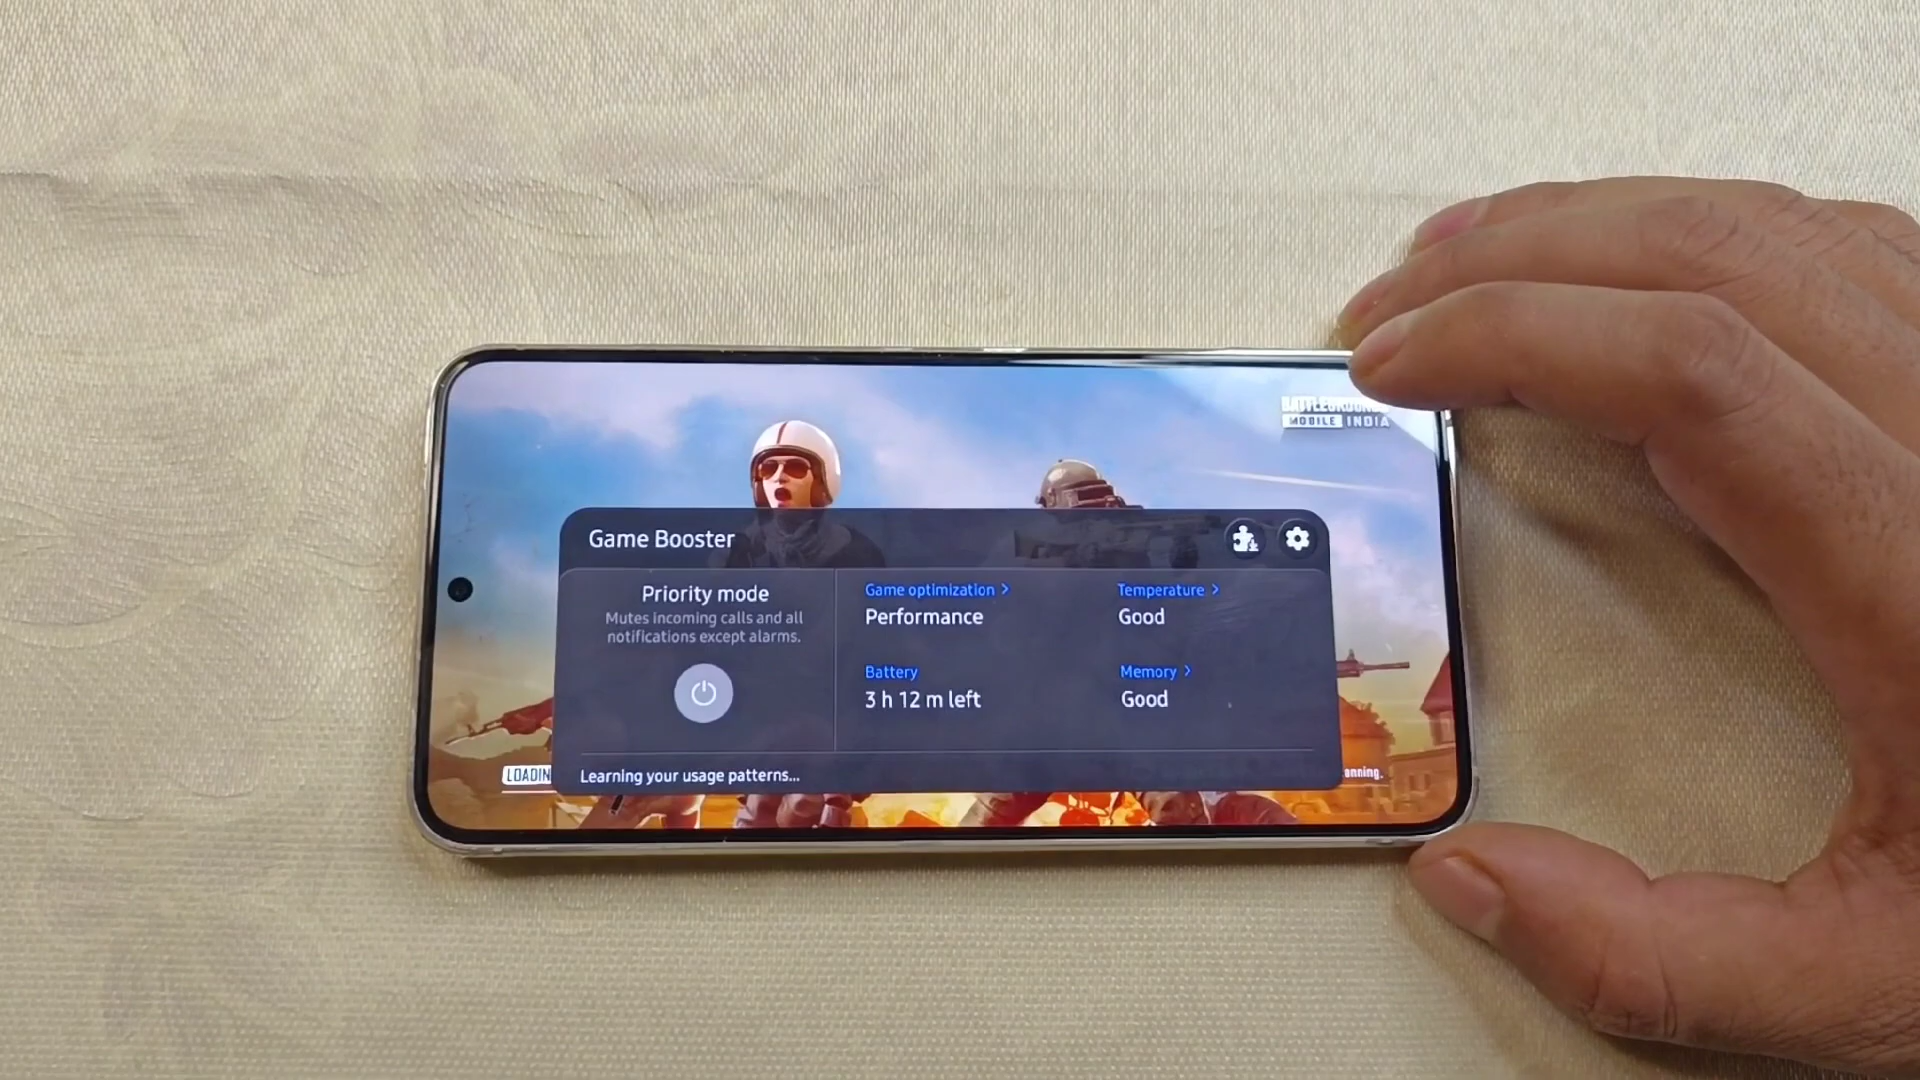 BATTLEGROUNDS
MOBILE INDIA
Game Booster
Priority mode
Mutes incoming calls and all
notifications except alarms.
Game optimization >
Performance
Temperature >
Good
Battery
3 h 12 m left
Memory >
Good
LOADIN
Learning your usage patterns...
anning.